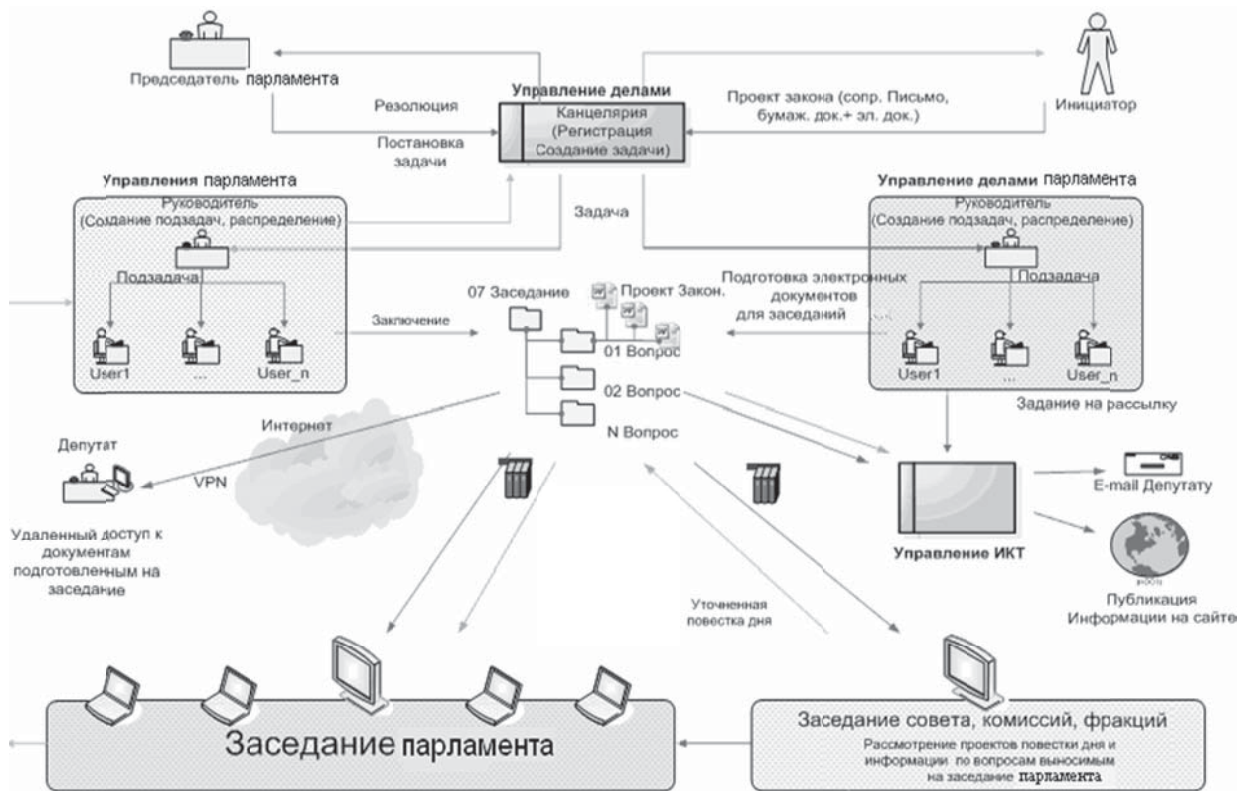 Председатель парламента
Управление делами
Инициатор
Резолюция
Канцелярия
(Регистрация
Создание задачи)
Проект закона (сопр. Письмо,
бумаж. док.+ эл. док.)
Постановка
задачи
Управления парламента
Руководитель
(Создание подзадач, распределение)
Подзадача
User1
...
User_n
Задача
Управление делами парламента
Руководитель
(Создание подзадач, распределение)
Подзадача
User1
...
User_n
Заключение
07 Заседание
Проект Закон.
01 Вопрос
02 Вопрос
N Вопрос
Подготовка электронных
документов
для заседаний
Задание на рассылку
Интернет
VPN
Депутат
Удаленный доступ к
документам
подготовленным на
заседание
E-mail Депутату
Управление ИКТ
Публикация
Информации на сайте
Уточненная
повестка дня
Заседание парламента
Заседание совета, комиссий, фракций
Рассмотрение проектов повестки дня и
информации по вопросам выносимым
на заседание парламента